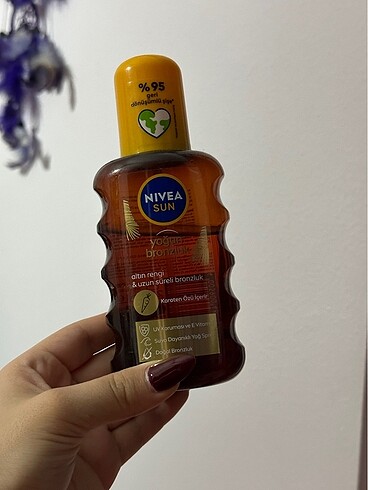 %95
geri
dönüşümlü şişe*
NIVEA
SUN
yoğun
bronzluk
altın rengi
& uzun süreli bronzluk
Karoten Özü İçerir
UV Koruması ve E Vitamini
Suya Dayanıklı Yağ Sprey
Doğal Bronzluk